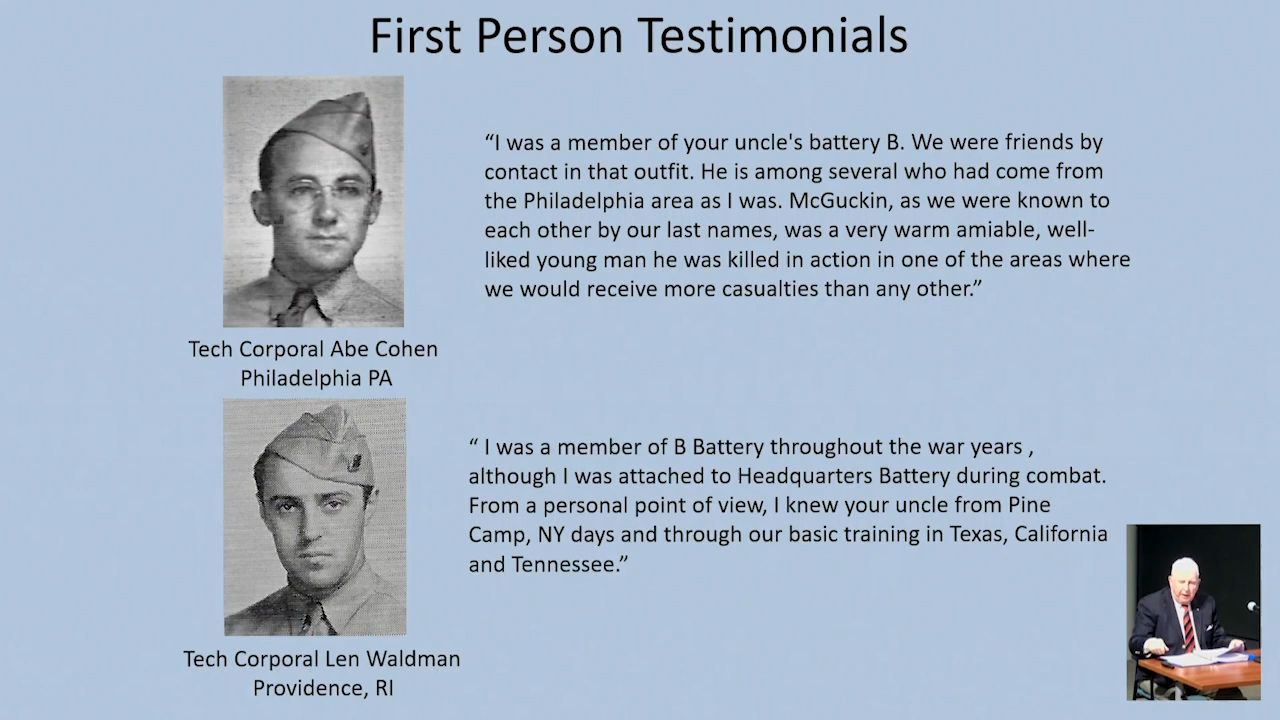 First Person Testimonials
“I was a member of your uncle's battery B. We were friends by
contact in that outfit. He is among several who had come from
the Philadelphia area as I was. McGuckin, as we were known to
each other by our last names, was a very warm amiable, well-
liked young man he was killed in action in one of the areas where
we would receive more casualties than any other.”
Tech Corporal Abe Cohen
Philadelphia PA
“ I was a member of B Battery throughout the war years ,
although I was attached to Headquarters Battery during combat.
From a personal point of view, I knew your uncle from Pine
Camp, NY days and through our basic training in Texas, California
and Tennessee.”
Tech Corporal Len Waldman
Providence, RI